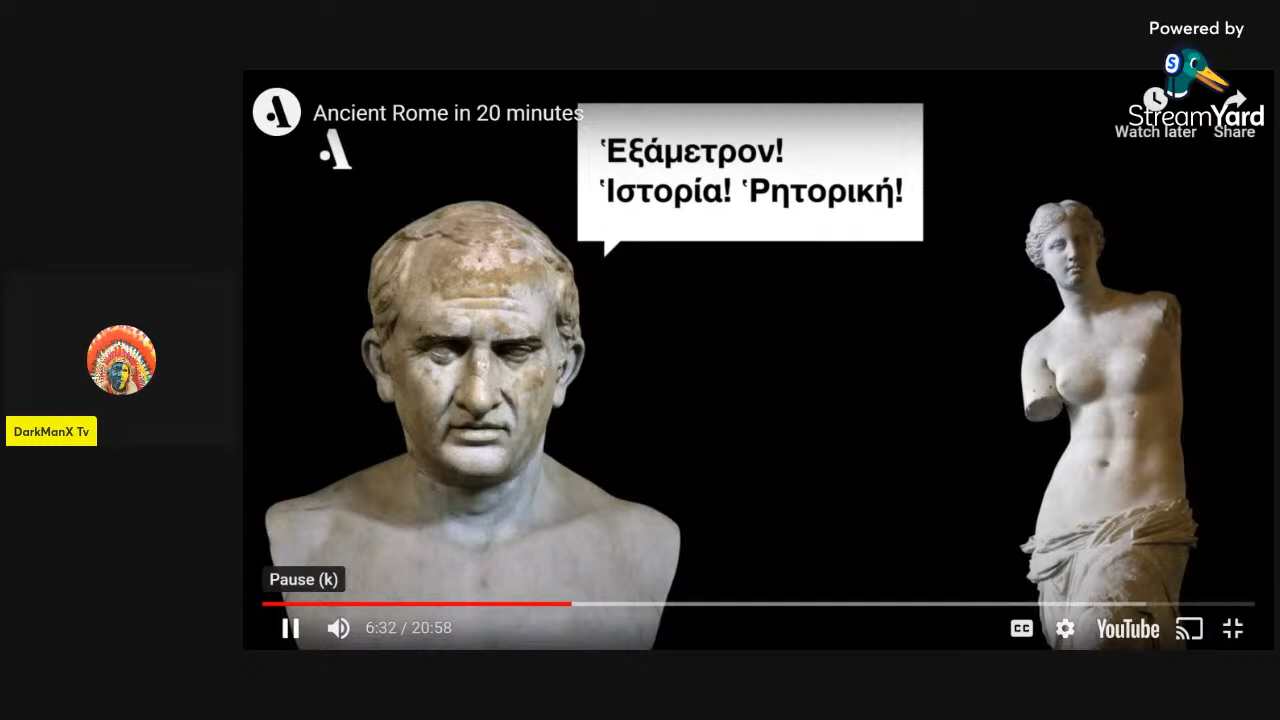 Powered by
StreamYard
Ancient Rome in 20 minutes
Watch later Share
Ἑξάμετρον!
Ἱστορία! Ῥητορική!
DarkManX Tv
Pause (k)
6:32 / 20:58
CC
YouTube